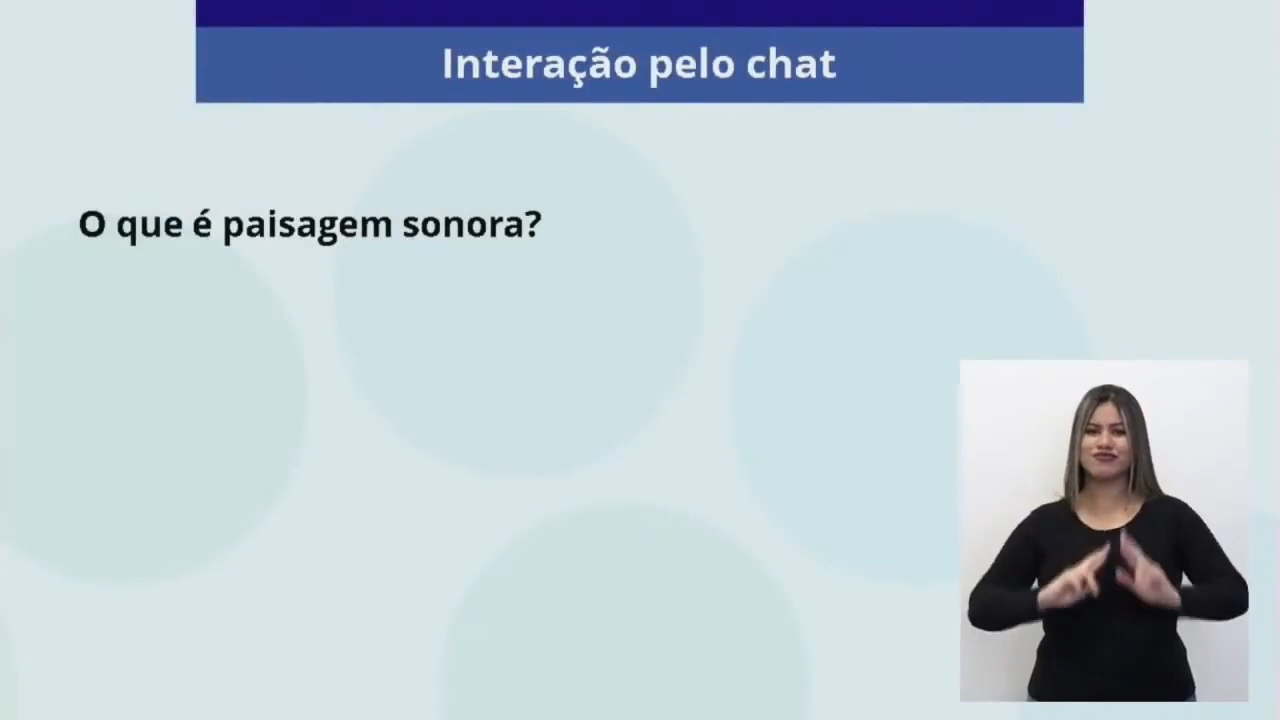 Interação pelo chat
O que é paisagem sonora?